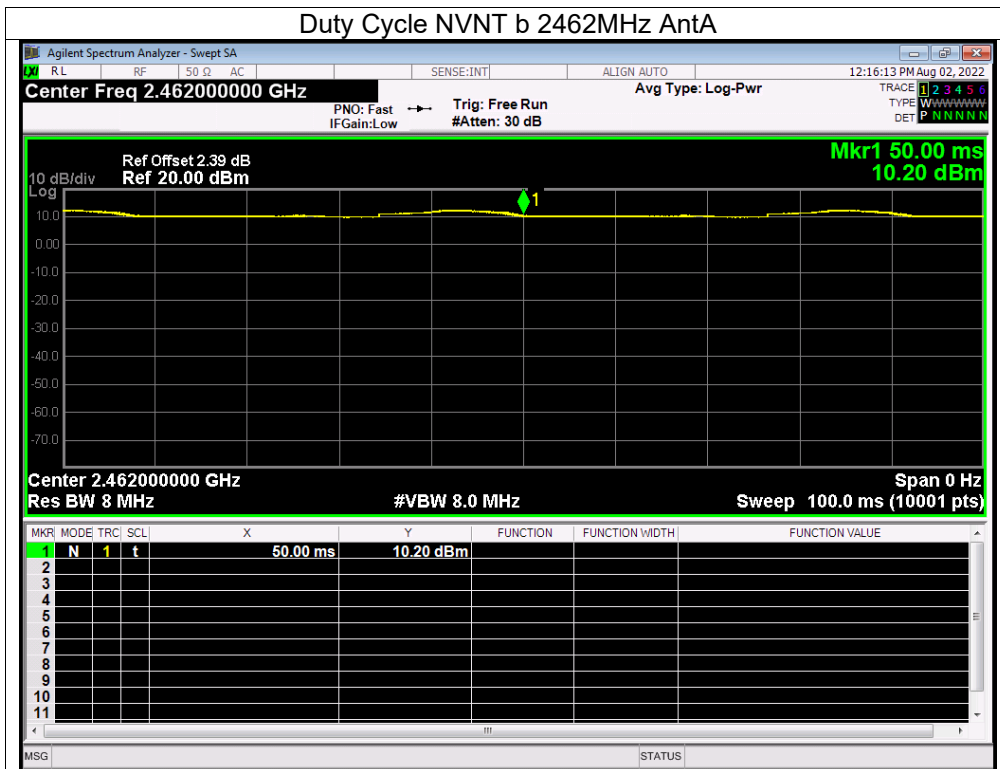 Duty Cycle NVNT b 2462MHz AntA
Agilent Spectrum Analyzer - Swept SA
LXI RL RF 50 Ω AC SENSE:INT ALIGN AUTO 12:16:13 PM Aug 02, 2022
Center Freq 2.462000000 GHz
PNO: Fast
IFGain:Low
Trig: Free Run
#Atten: 30 dB
Avg Type: Log-Pwr
TRACE 1 2 3 4 5 6
TYPE WWWWWW
DET P N N N N N
Mkr1 50.00 ms
10.20 dBm
Ref Offset 2.39 dB
10 dB/div Ref 20.00 dBm
Log
1
10.0
0.00
-10.0
-20.0
-30.0
-40.0
-50.0
-60.0
-70.0
Center 2.462000000 GHz Span 0 Hz
Res BW 8 MHz #VBW 8.0 MHz Sweep 100.0 ms (10001 pts)
MKR MODE TRC SCL X Y FUNCTION FUNCTION WIDTH FUNCTION VALUE
1 N 1 t 50.00 ms 10.20 dBm
2
3
4
5
6
7
8
9
10
11
MSG STATUS